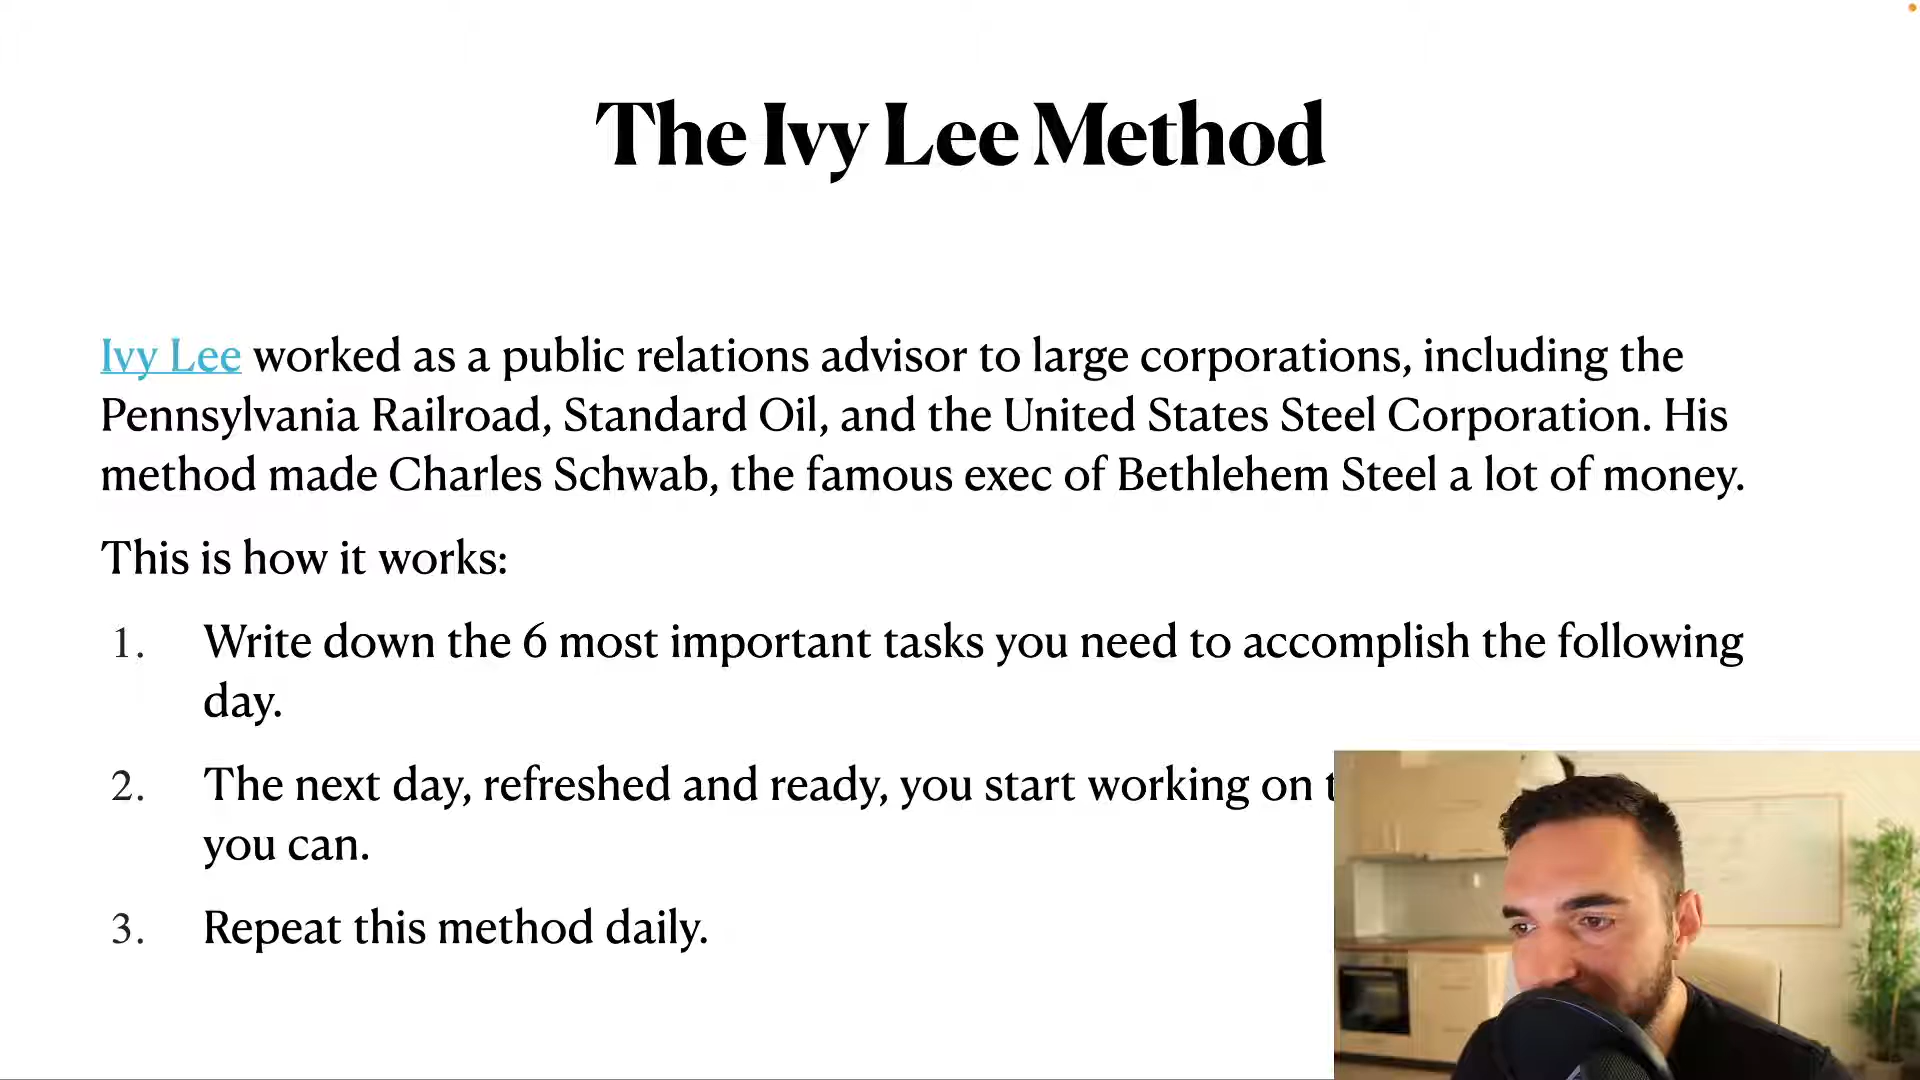 The Ivy Lee Method
Ivy Lee worked as a public relations advisor to large corporations, including the
Pennsylvania Railroad, Standard Oil, and the United States Steel Corporation. His
method made Charles Schwab, the famous exec of Bethlehem Steel a lot of money.
This is how it works:
1. Write down the 6 most important tasks you need to accomplish the following
day.
2. The next day, refreshed and ready, you start working on
you can.
3. Repeat this method daily.